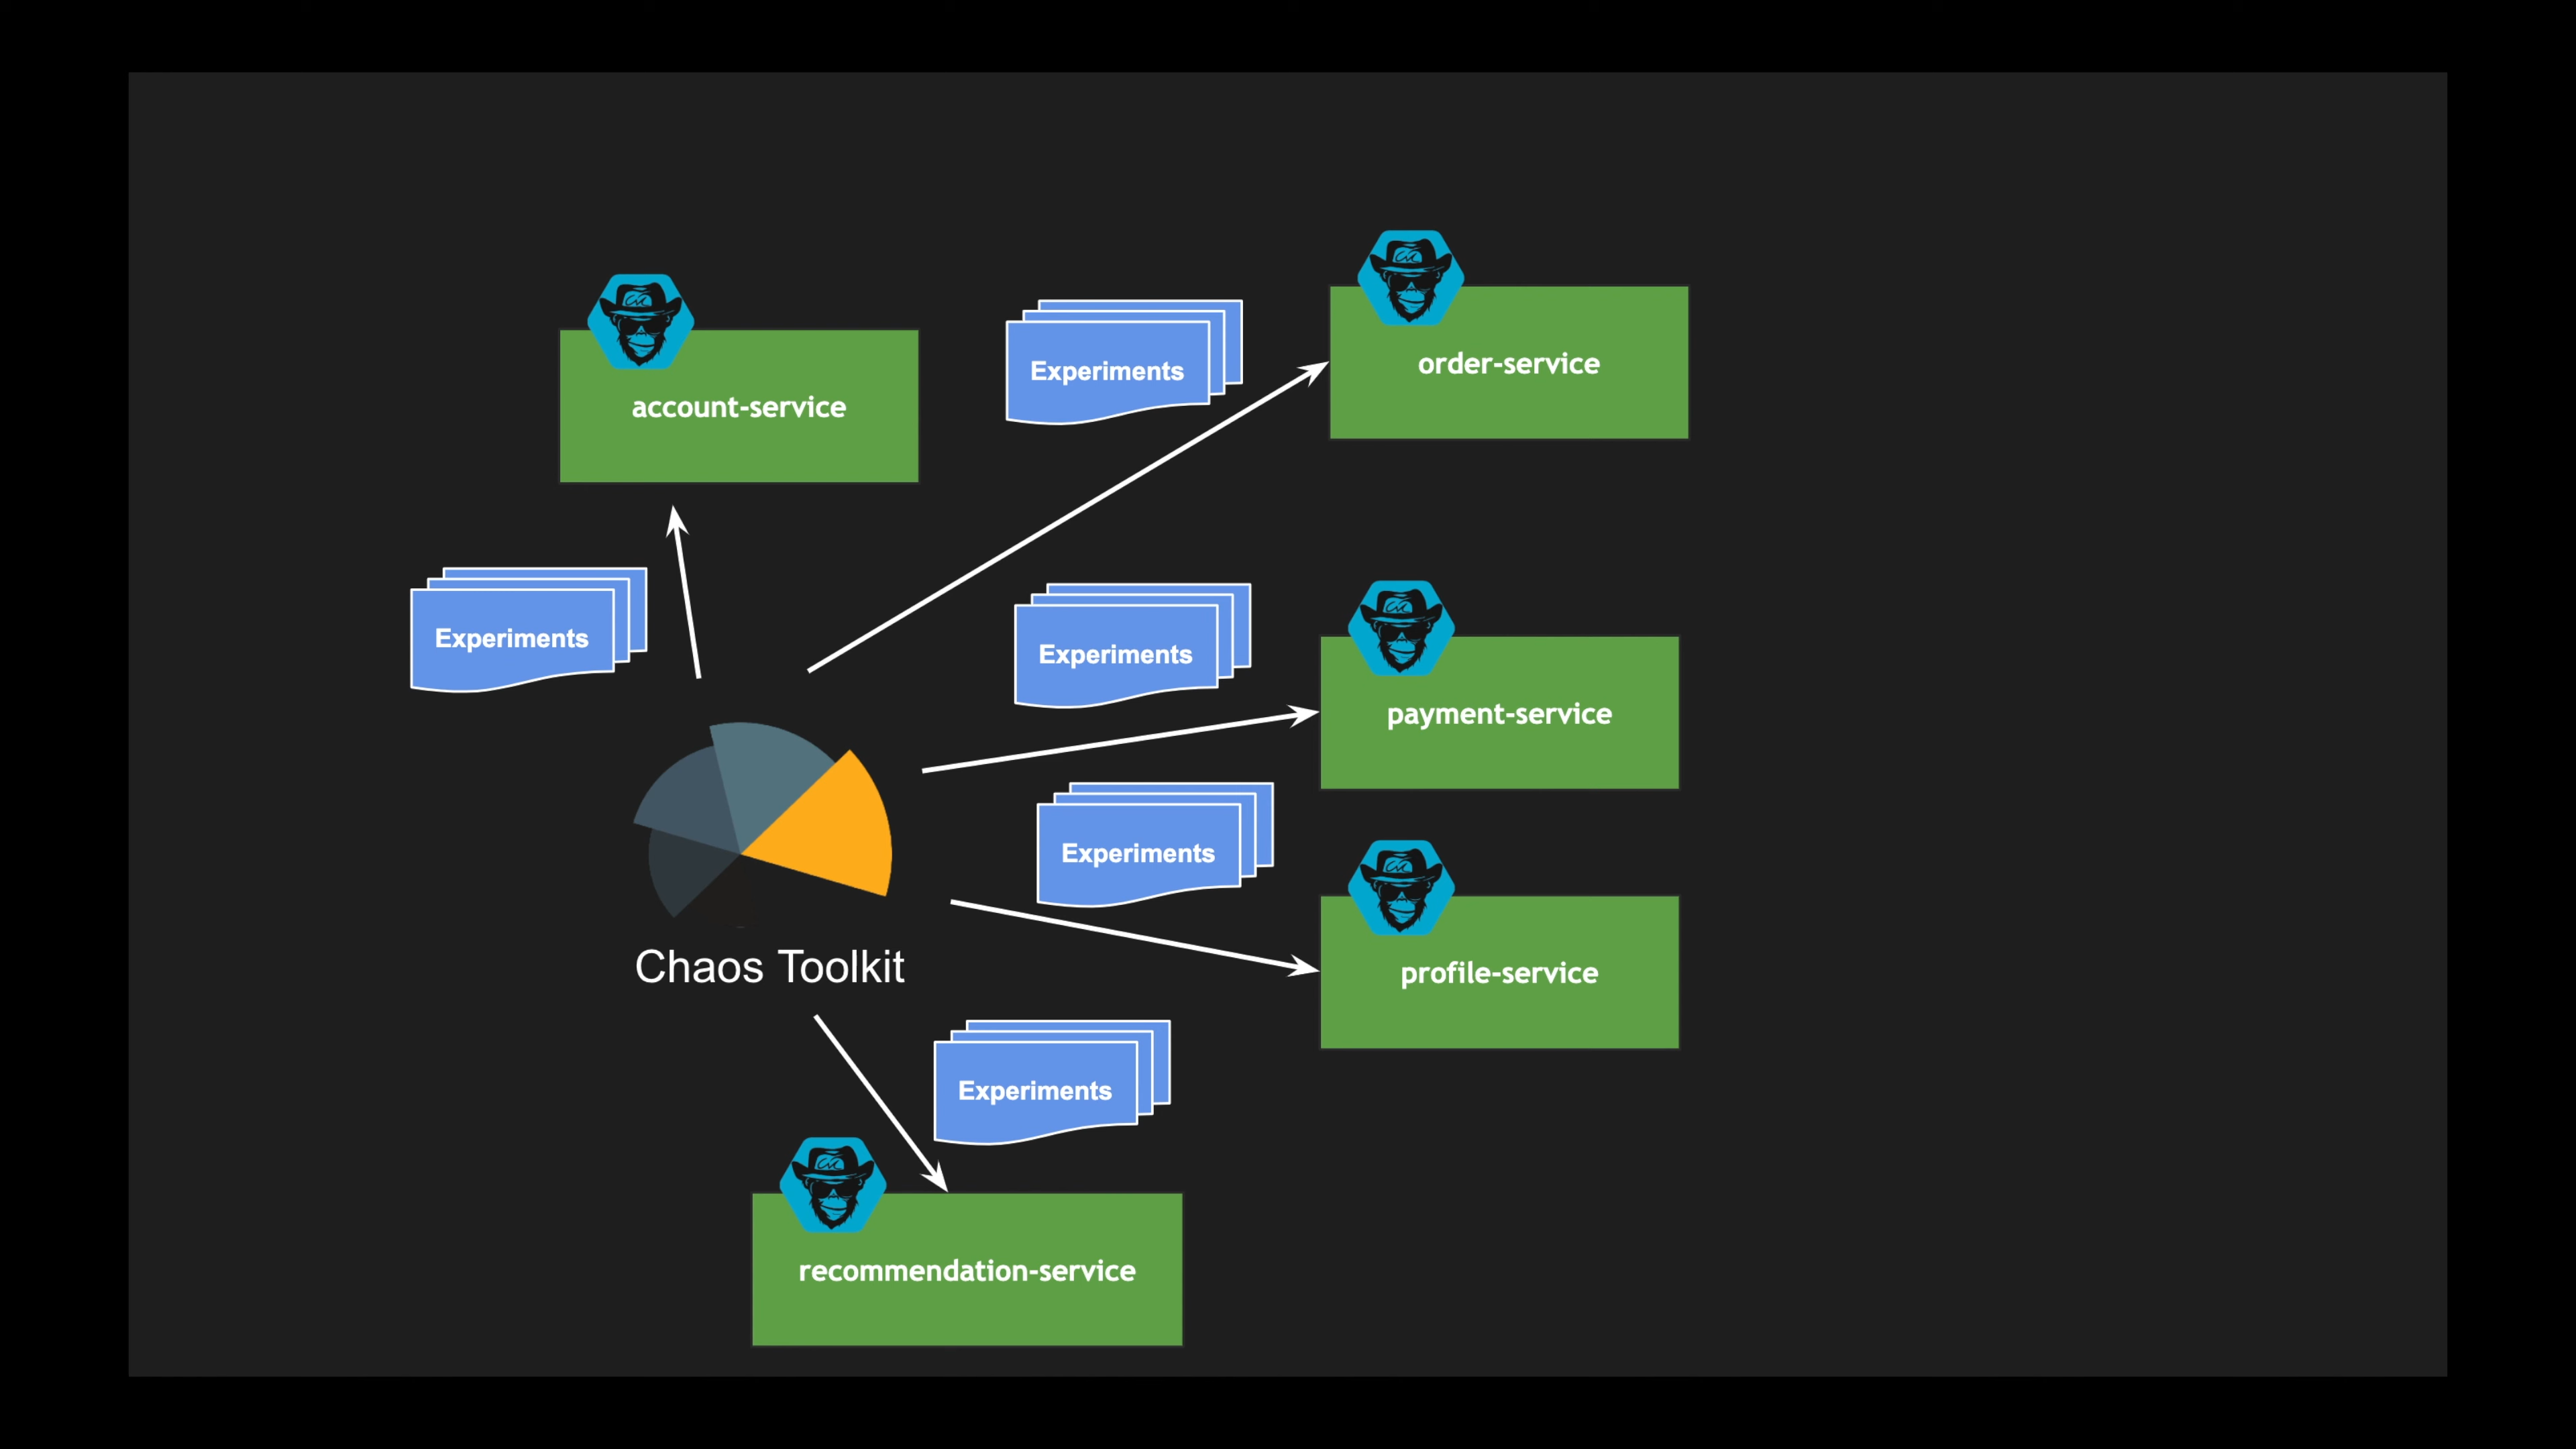 order-service
Experiments
account-service
Experiments
Experiments
payment-service
Experiments
Chaos Toolkit
profile-service
Experiments
recommendation-service